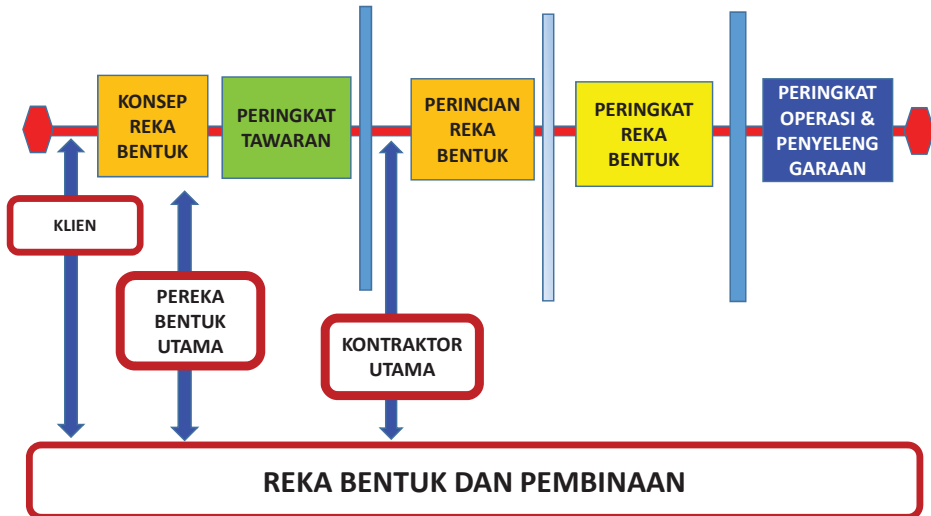 KONSEP
REKA
BENTUK
PERINGKAT
TAWARAN
PERINCIAN
REKA
BENTUK
PERINGKAT
REKA
BENTUK
PERINGKAT
OPERASI &
PENYELENG
GARAAN
KLIEN
PEREKA
BENTUK
UTAMA
KONTRAKTOR
UTAMA
REKA BENTUK DAN PEMBINAAN